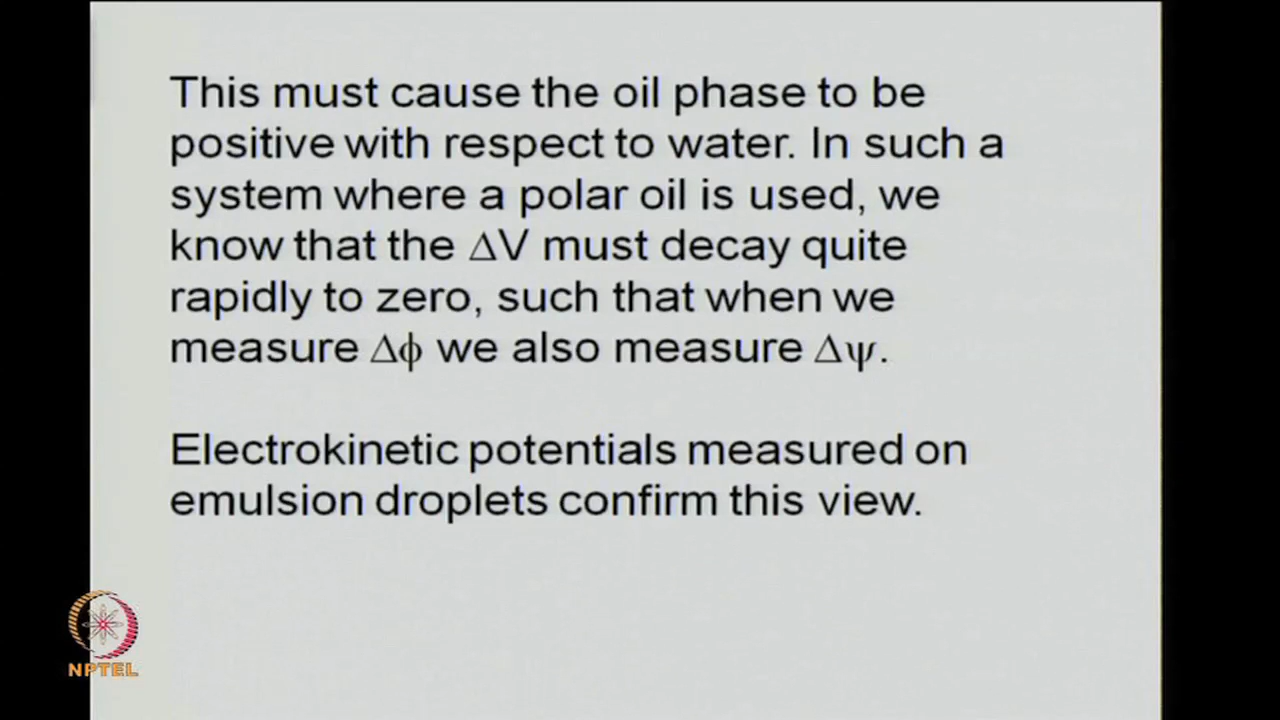 This must cause the oil phase to be
positive with respect to water. In such a
system where a polar oil is used, we
know that the ΔV must decay quite
rapidly to zero, such that when we
measure Δϕ we also measure Δψ.
Electrokinetic potentials measured on
emulsion droplets confirm this view.
NPTEL